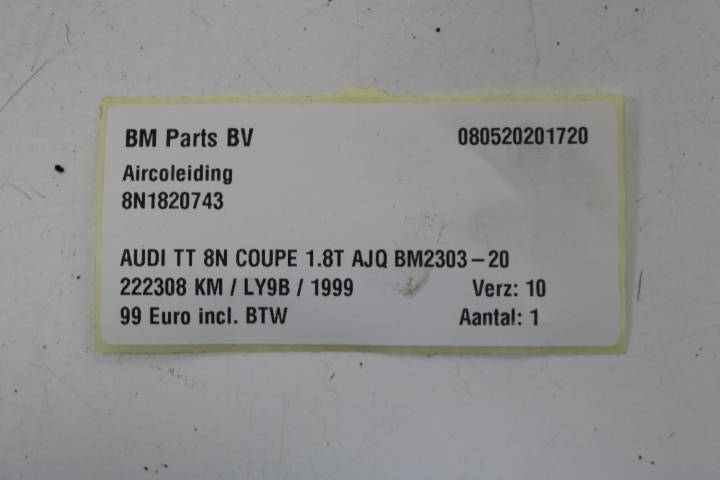 BM Parts BV 080520201720
Aircoleiding
8N1820743
AUDI TT 8N COUPE 1.8T AJQ BM2303-20
222308 KM / LY9B / 1999 Verz: 10
99 Euro incl. BTW Aantal: 1